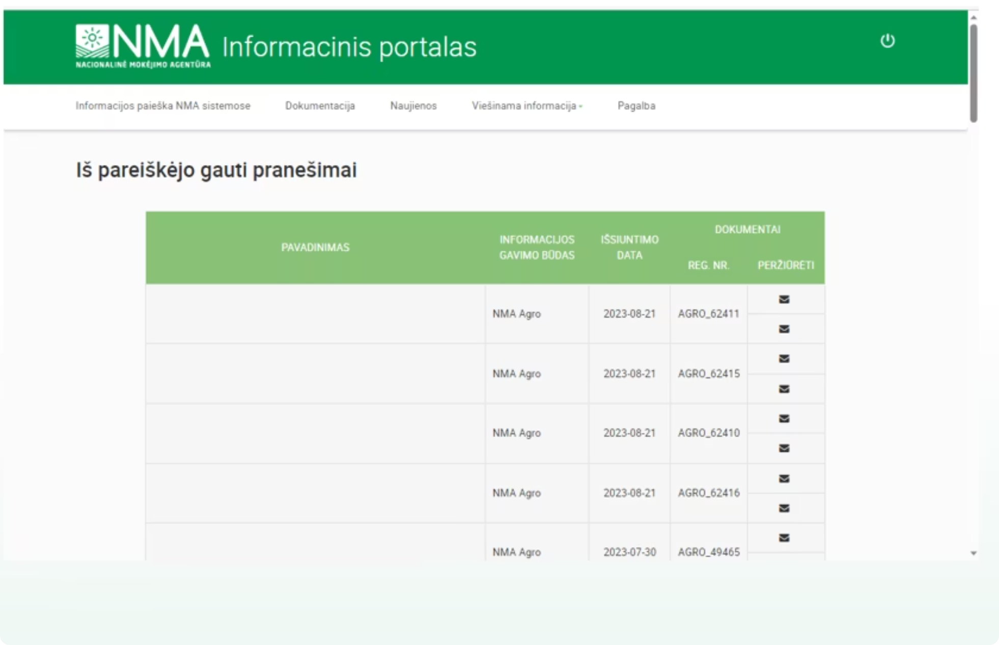 NMA
NACIONALINĖ MOKĖJIMO AGENTŪRA
Informacinis portalas
Informacijos paieška NMA sistemose Dokumentacija Naujienos Viešinama informacija Pagalba
Iš pareiškėjo gauti pranešimai
PAVADINIMAS
INFORMACIJOS
GAVIMO BŪDAS
IŠSIUNTIMO
DATA
DOKUMENTAI
REG. NR. PERŽIŪRĖTI
NMA Agro 2023-08-21 AGRO_62411
NMA Agro 2023-08-21 AGRO_62415
NMA Agro 2023-08-21 AGRO_62410
NMA Agro 2023-08-21 AGRO_62416
NMA Agro 2023-07-30 AGRO_49465